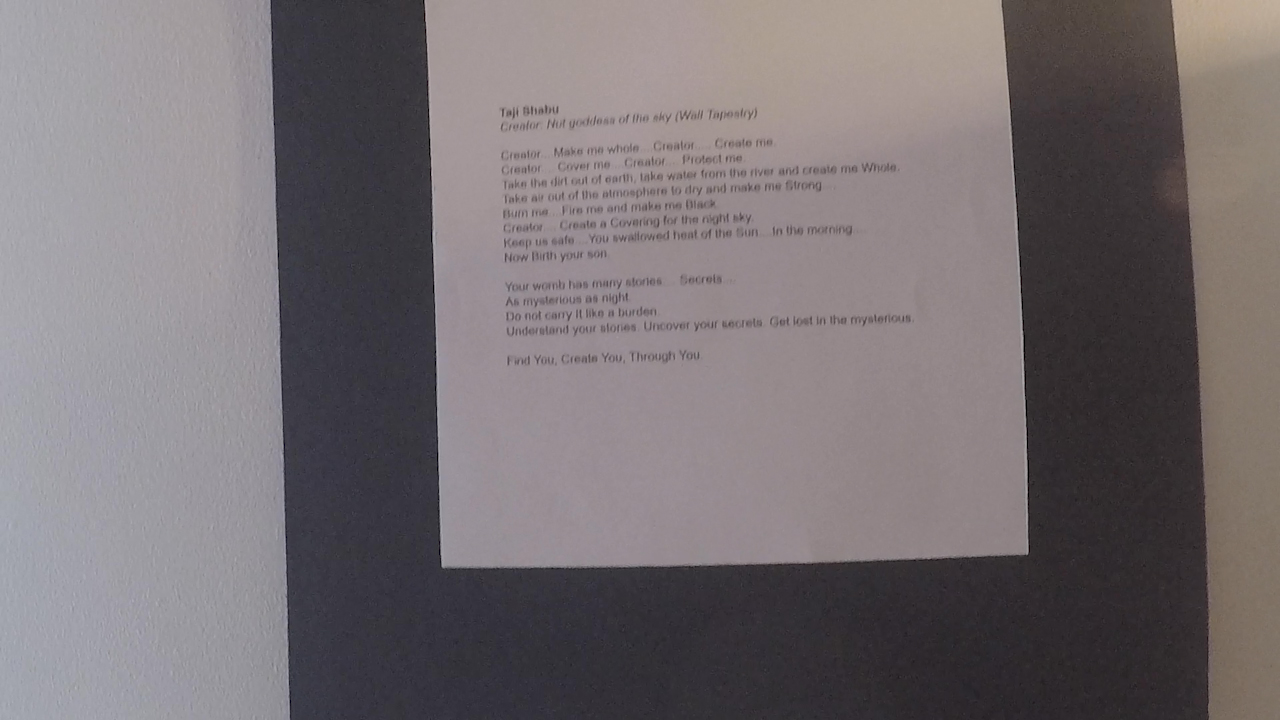 Taji Shabu
Creator: Nut goddess of the sky (Wall Tapestry)
Creator... Make me whole... Creator.... Create me.
Creator.... Cover me... Creator.... Protect me.
Take the dirt out of earth, take water from the river and create me Whole.
Take air out of the atmosphere to dry and make me Strong....
Burn me... Fire me and make me Black.
Creator.... Create a Covering for the night sky.
Keep us safe....You swallowed heat of the Sun....In the morning....
Now Birth your son.
Your womb has many stories.... Secrets....
As mysterious as night.
Do not carry it like a burden.
Understand your stories. Uncover your secrets. Get lost in the mysterious.
Find You, Create You, Through You.